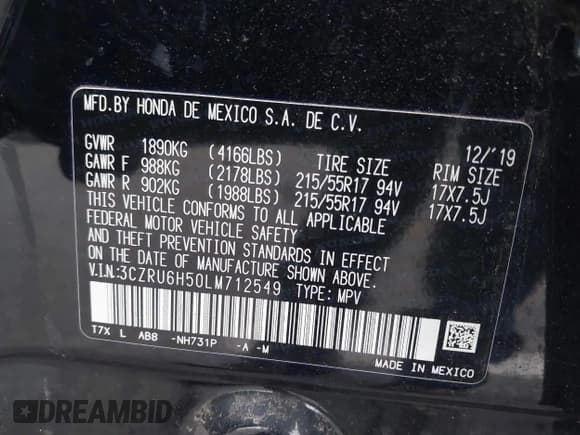 MFD.BY HONDA DE MEXICO S.A. DE C.V.
12/'19
GVWR 1890KG (4166LBS) TIRE SIZE RIM SIZE
GAWR F 988KG (2178LBS) 215/55R17 94V 17X7.5J
GAWR R 902KG (1988LBS) 215/55R17 94V 17X7.5J
THIS VEHICLE CONFORMS TO ALL APPLICABLE
FEDERAL MOTOR VEHICLE SAFETY
AND THEFT PREVENTION STANDARDS IN EFFECT
ON THE DATE OF MANUFACTURE SHOWN ABOVE.
V.I.N.:3CZRU6H50LM712549 TYPE: MPV
T7X L AB8 -NH731P -A -M
MADE IN MEXICO
DREAMBID